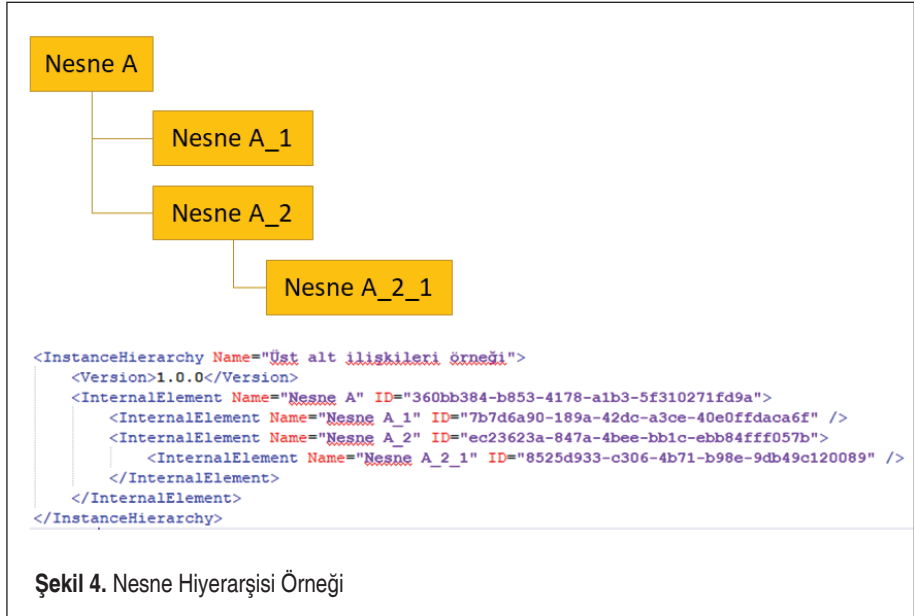 Nesne A
Nesne A_1
Nesne A_2
Nesne A_2_1
<InstanceHierarchy Name="Üst alt ilişkileri örneği">
<Version>1.0.0</Version>
<InternalElement Name="Nesne A" ID="360bb384-b853-4178-a1b3-5f310271fd9a">
<InternalElement Name="Nesne A_1" ID="7b7d6a90-189a-42dc-a3ce-40e0ffdaca6f" />
<InternalElement Name="Nesne A_2" ID="ec23623a-847a-4bee-bb1c-ebb84fff057b">
<InternalElement Name="Nesne A_2_1" ID="8525d933-c306-4b71-b98e-9db49c120089" />
</InternalElement>
</InternalElement>
</InstanceHierarchy>
Şekil 4. Nesne Hiyerarşisi Örneği